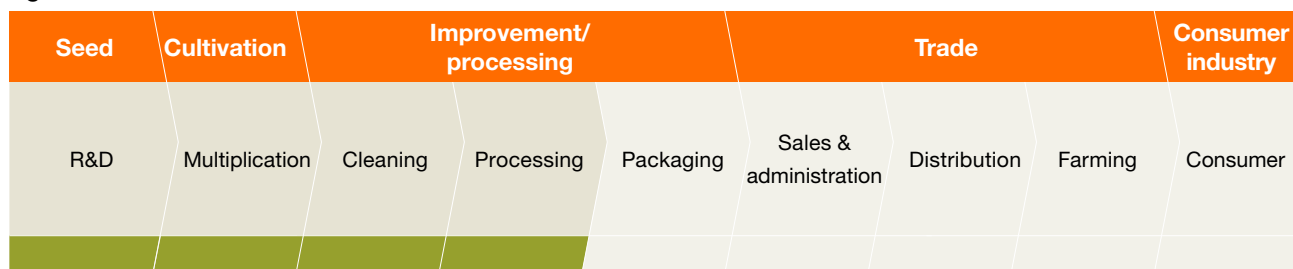 Seed
Cultivation
Improvement/
processing
Trade
Consumer
industry
R&D
Multiplication
Cleaning
Processing
Packaging
Sales &
administration
Distribution
Farming
Consumer